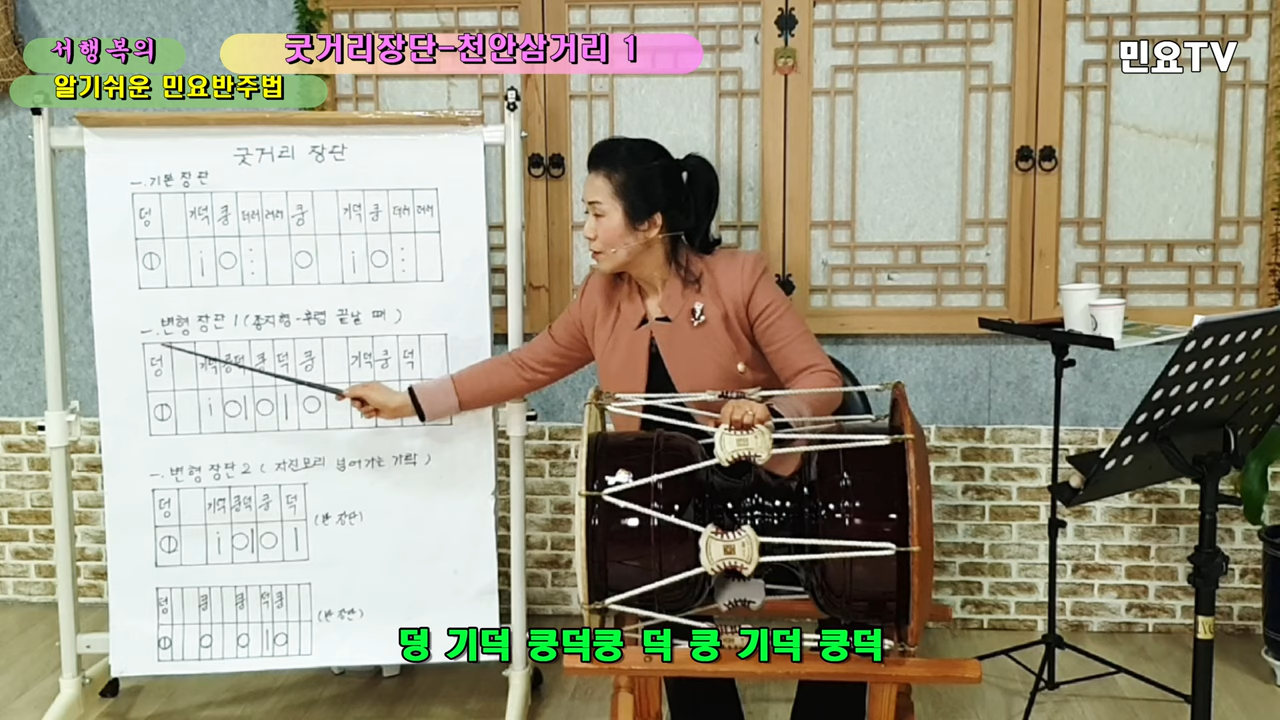 서행복의
알기쉬운 민요반주법
굿거리장단-천안삼거리 1
민요TV
굿거리 장단
一. 기본 장단
덩 기덕 쿵 더러 러러 쿵 기덕 쿵 더러 러러
一. 변형 장단 1 (종지형-후렴 끝날 때)
덩 기덕 쿵덕 쿵 덕 쿵 기덕 쿵 덕
一. 변형 장단 2 (자진모리 넘어가는 가락)
덩 기덕 쿵덕 쿵 덕
(반 장단)
덩 쿵 쿵 덕 쿵
(반 장단)
덩 기덕 쿵덕쿵 덕 쿵 기덕 쿵덕